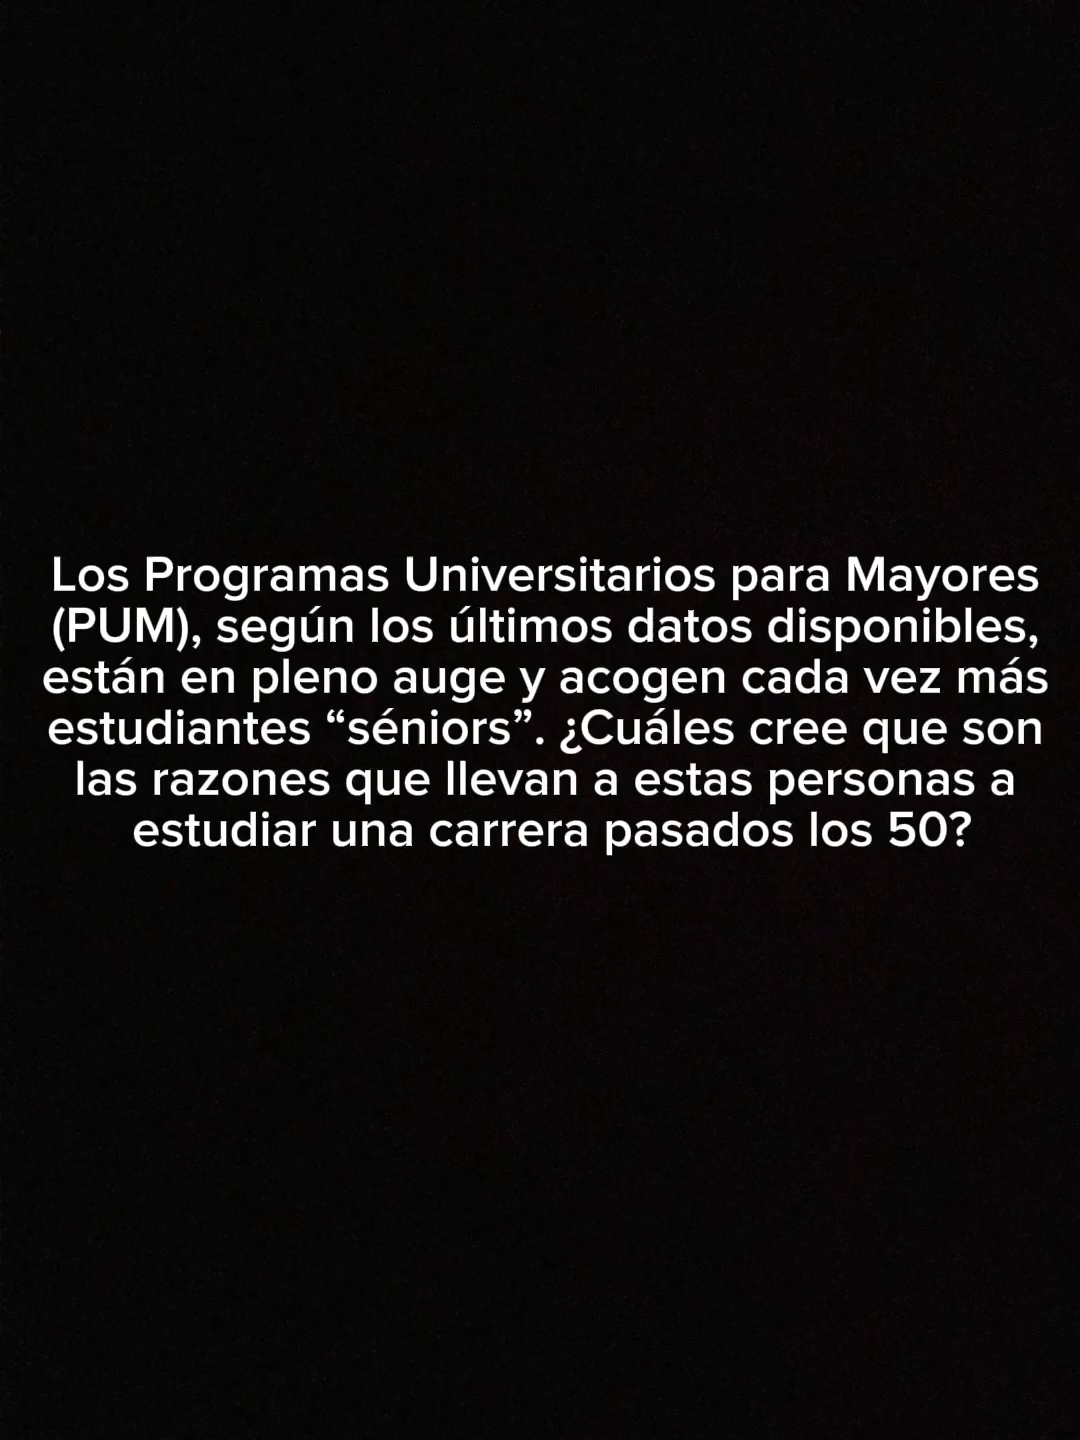 Los Programas Universitarios para Mayores
(PUM), según los últimos datos disponibles,
están en pleno auge y acogen cada vez más
estudiantes “séniors”. ¿Cuáles cree que son
las razones que llevan a estas personas a
estudiar una carrera pasados los 50?